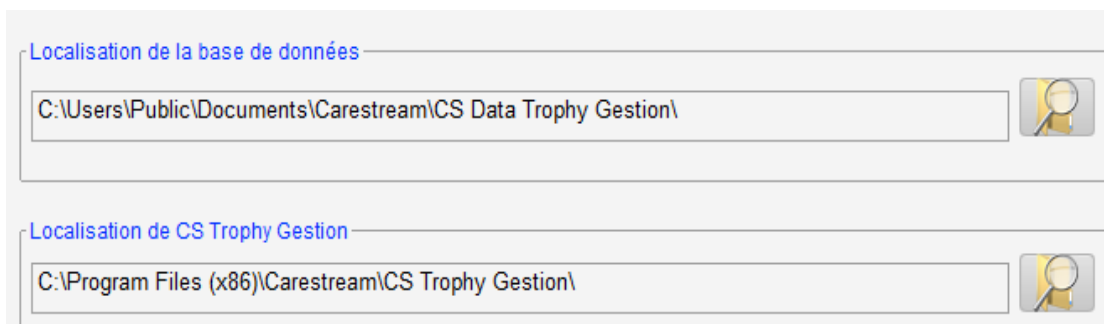 Localisation de la base de données
C:\Users\Public\Documents\Carestream\CS Data Trophy Gestion\
Localisation de CS Trophy Gestion
C:\Program Files (x86)\Carestream\CS Trophy Gestion\